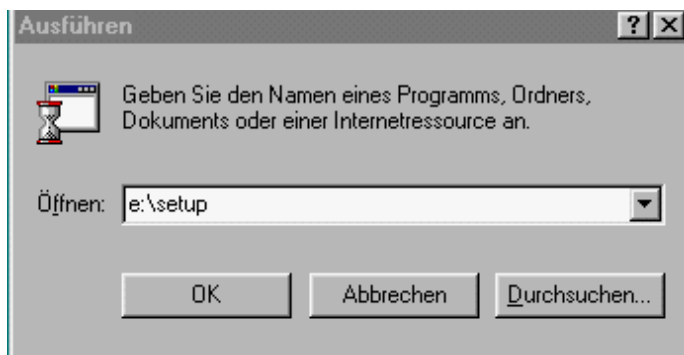 Ausführen
Geben Sie den Namen eines Programms, Ordners,
Dokuments oder einer Internetressource an.
Öffnen: e:\setup
OK Abbrechen Durchsuchen...